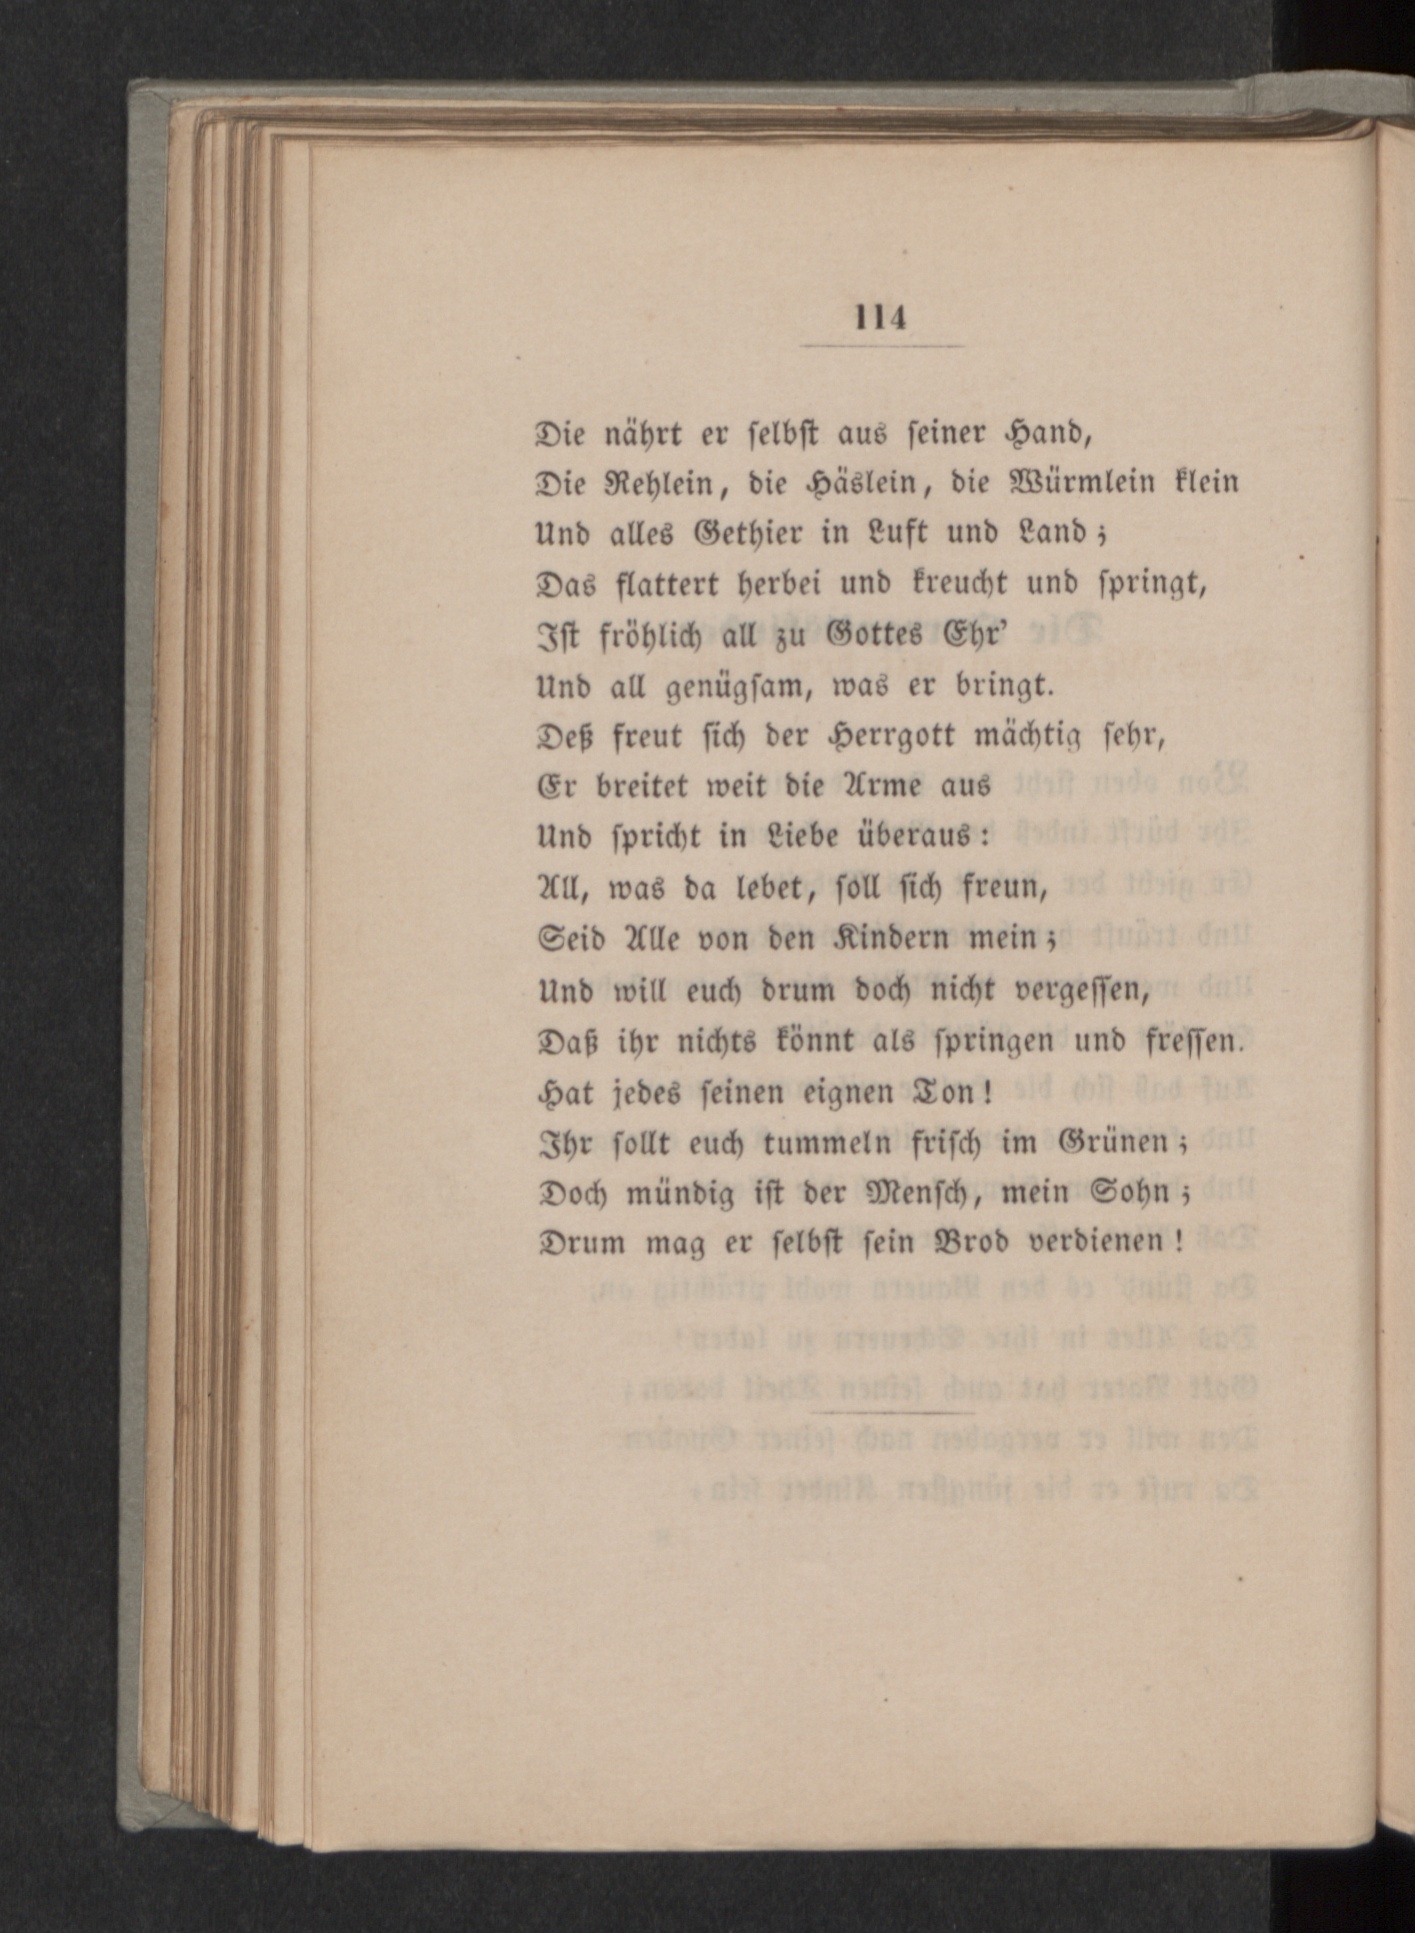 114
Die nährt er ſelbſt aus ſeiner Hand,
Die Rehlein, die Häslein, die Würmlein klein
Und alles Gethier in Luft und Land;
Das flattert herbei und kreucht und ſpringt,
Iſt fröhlich all zu Gottes Ehr’
Und all genügſam, was er bringt.
Deß freut ſich der Herrgott mächtig ſehr,
Er breitet weit die Arme aus
Und ſpricht in Liebe überaus:
All, was da lebet, ſoll ſich freun,
Seid Alle von den Kindern mein;
Und will euch drum doch nicht vergeſſen,
Daß ihr nichts könnt als ſpringen und freſſen.
Hat jedes ſeinen eignen Ton!
Ihr ſollt euch tummeln friſch im Grünen;
Doch mündig iſt der Menſch, mein Sohn;
Drum mag er ſelbſt ſein Brod verdienen!